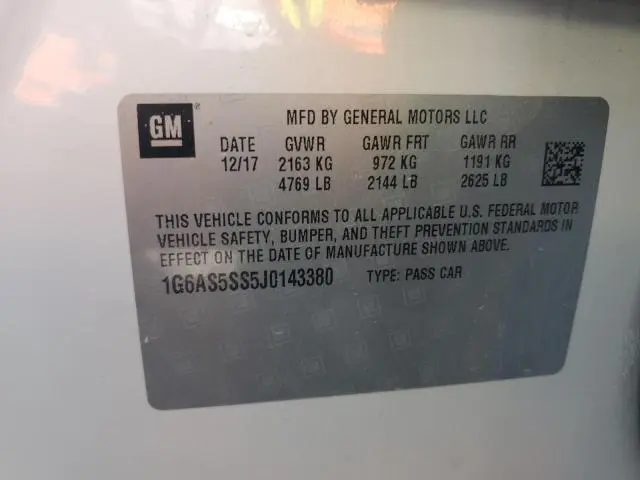 GM ® MFD BY GENERAL MOTORS LLC
DATE GVWR GAWR FRT GAWR RR
12/17 2163 KG 972 KG 1191 KG
4769 LB 2144 LB 2625 LB
THIS VEHICLE CONFORMS TO ALL APPLICABLE U.S. FEDERAL MOTOR
VEHICLE SAFETY, BUMPER, AND THEFT PREVENTION STANDARDS IN
EFFECT ON THE DATE OF MANUFACTURE SHOWN ABOVE.
1G6AS5SS5J0143380 TYPE: PASS CAR